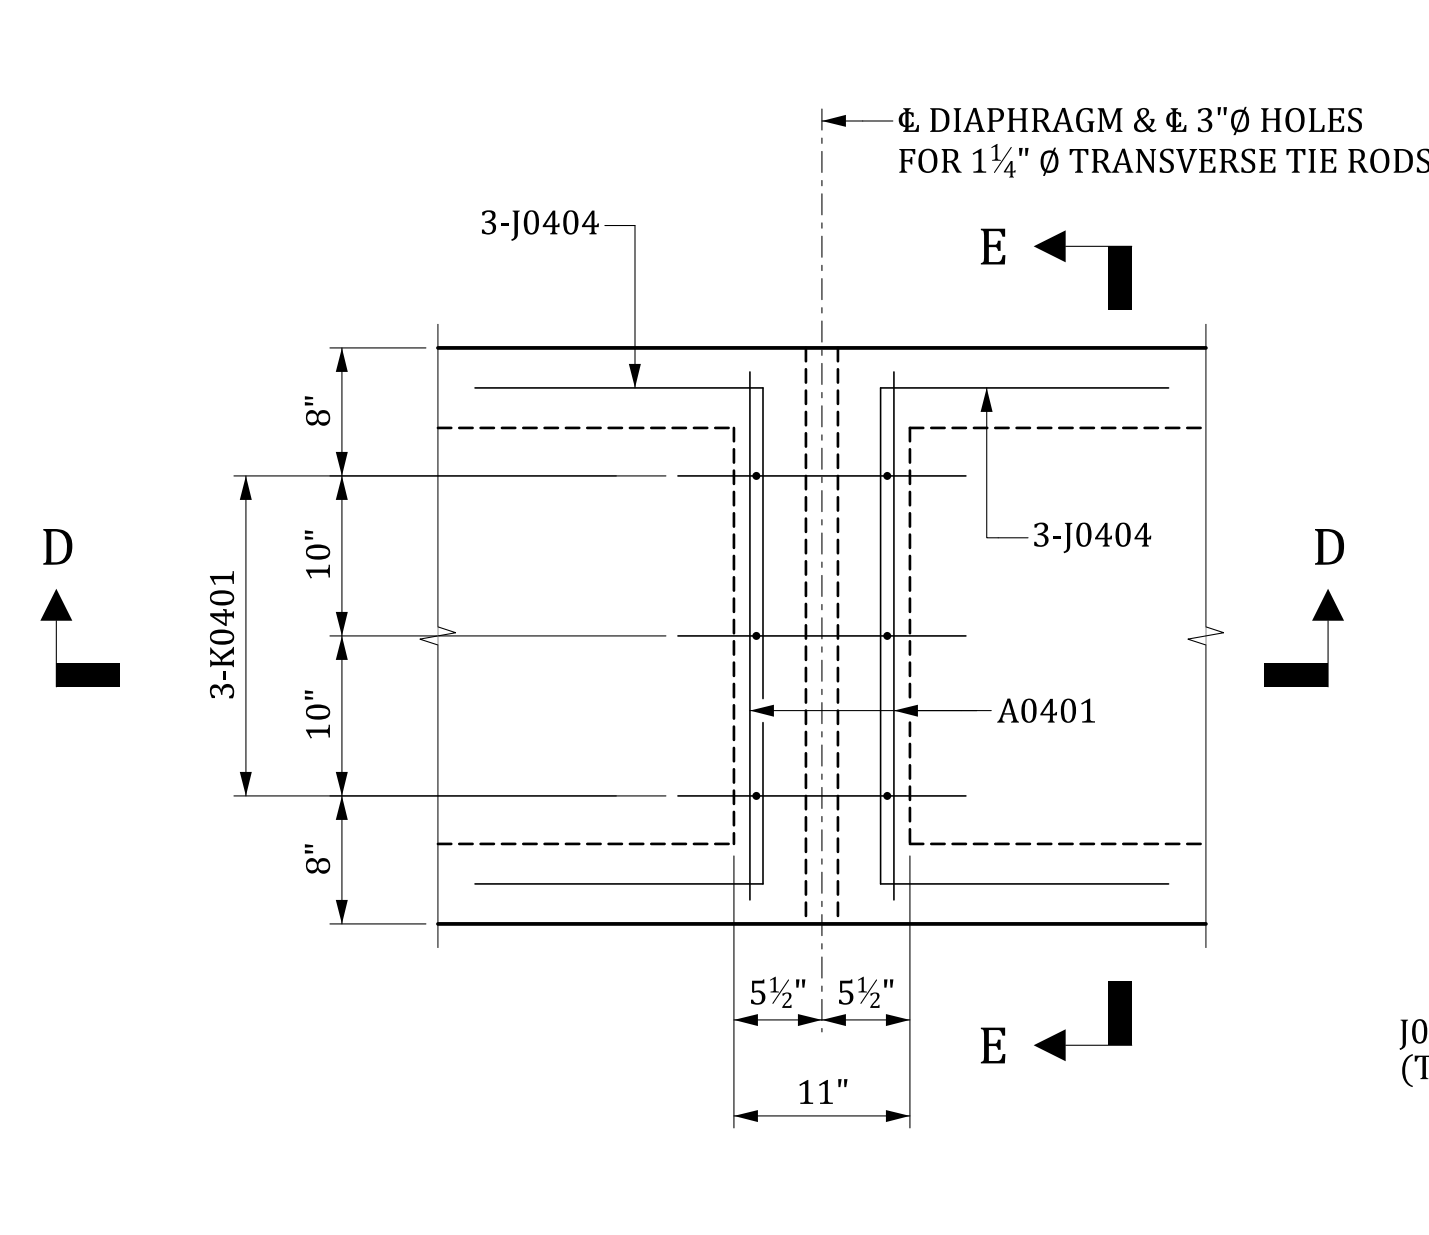 ℄ DIAPHRAGM & ℄ 3"Ø HOLES
FOR 1¼" Ø TRANSVERSE TIE RODS
3-J0404
E
8"
10"
3-K0401
10"
8"
D
D
3-J0404
A0401
5½"
5½"
E
11"
J0
(T